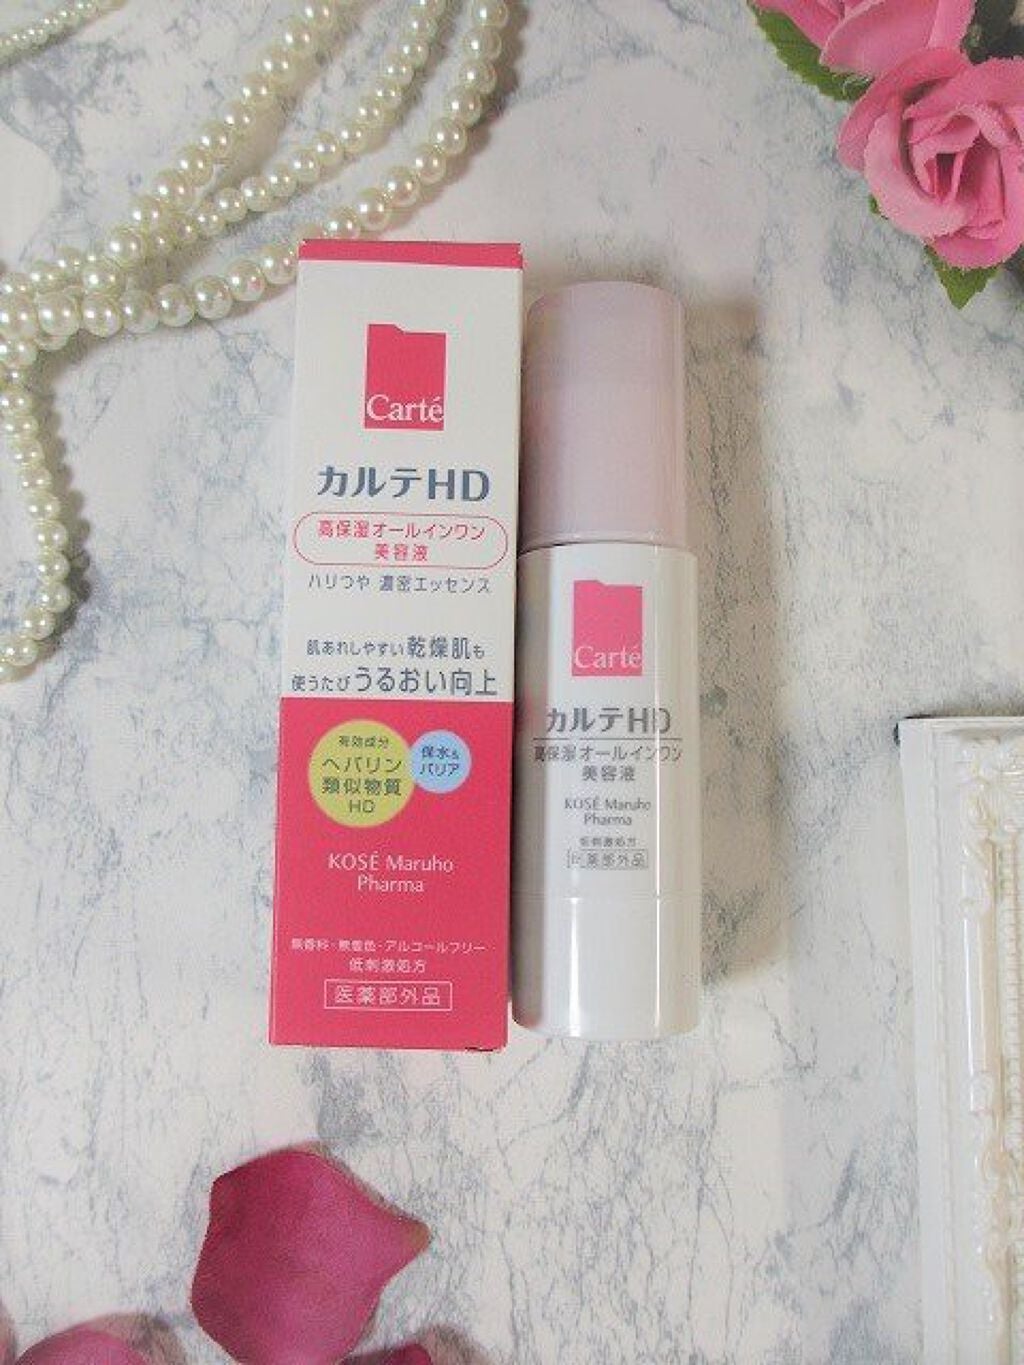 Carté
カルテHD
高保湿オールインワン
美容液
ハリつや 濃密エッセンス
肌あれしやすい乾燥肌も
使うたびうるおい向上
有効成分
ヘパリン
類似物質
HD
保水&
バリア
KOSÉ Maruho
Pharma
無香料・無着色・アルコールフリー
低刺激処方
医薬部外品
Carté
カルテHD
高保湿オールインワン
美容液
KOSÉ Maruho
Pharma
低刺激処方
医薬部外品